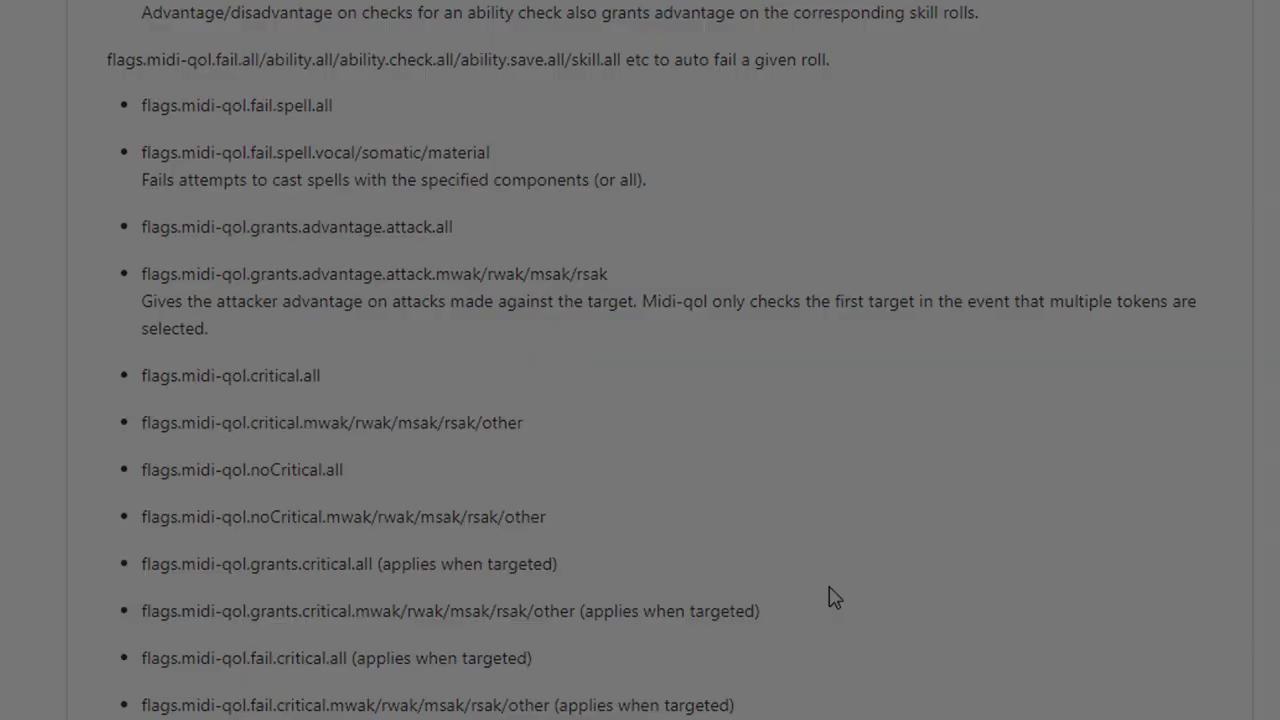 Advantage/disadvantage on checks for an ability check also grants advantage on the corresponding skill rolls.
flags.midi-qol.fail.all/ability.all/ability.check.all/ability.save.all/skill.all etc to auto fail a given roll.
• flags.midi-qol.fail.spell.all
• flags.midi-qol.fail.spell.vocal/somatic/material
Fails attempts to cast spells with the specified components (or all).
• flags.midi-qol.grants.advantage.attack.all
• flags.midi-qol.grants.advantage.attack.mwak/rwak/msak/rsak
Gives the attacker advantage on attacks made against the target. Midi-qol only checks the first target in the event that multiple tokens are
selected.
• flags.midi-qol.critical.all
• flags.midi-qol.critical.mwak/rwak/msak/rsak/other
• flags.midi-qol.noCritical.all
• flags.midi-qol.noCritical.mwak/rwak/msak/rsak/other
• flags.midi-qol.grants.critical.all (applies when targeted)
• flags.midi-qol.grants.critical.mwak/rwak/msak/rsak/other (applies when targeted)
• flags.midi-qol.fail.critical.all (applies when targeted)
• flags.midi-qol.fail.critical.mwak/rwak/msak/rsak/other (applies when targeted)